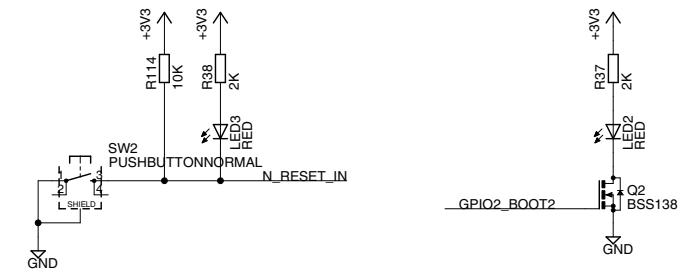 +3V3
+3V3
+3V3
R114
10K
R38
2K
R37
2K
LED3
RED
LED2
RED
SW2
PUSHBUTTONNORMAL
1
3
2
4
SHIELD
N_RESET_IN
Q2
BSS138
GPIO2_BOOT2
GND
GND